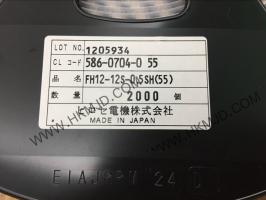 LOT NO. 1205934
CL コード 586-0704-0 55
品名 FH12-12S-0.5SH(55)
数量 2000 個
ヒロセ電機株式会社
MADE IN JAPAN
WWW.HKMJD.COM
24